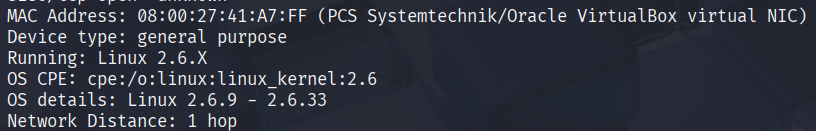 MAC Address: 08:00:27:41:A7:FF (PCS Systemtechnik/Oracle VirtualBox virtual NIC)
Device type: general purpose
Running: Linux 2.6.X
OS CPE: cpe:/o:linux:linux_kernel:2.6
OS details: Linux 2.6.9 - 2.6.33
Network Distance: 1 hop